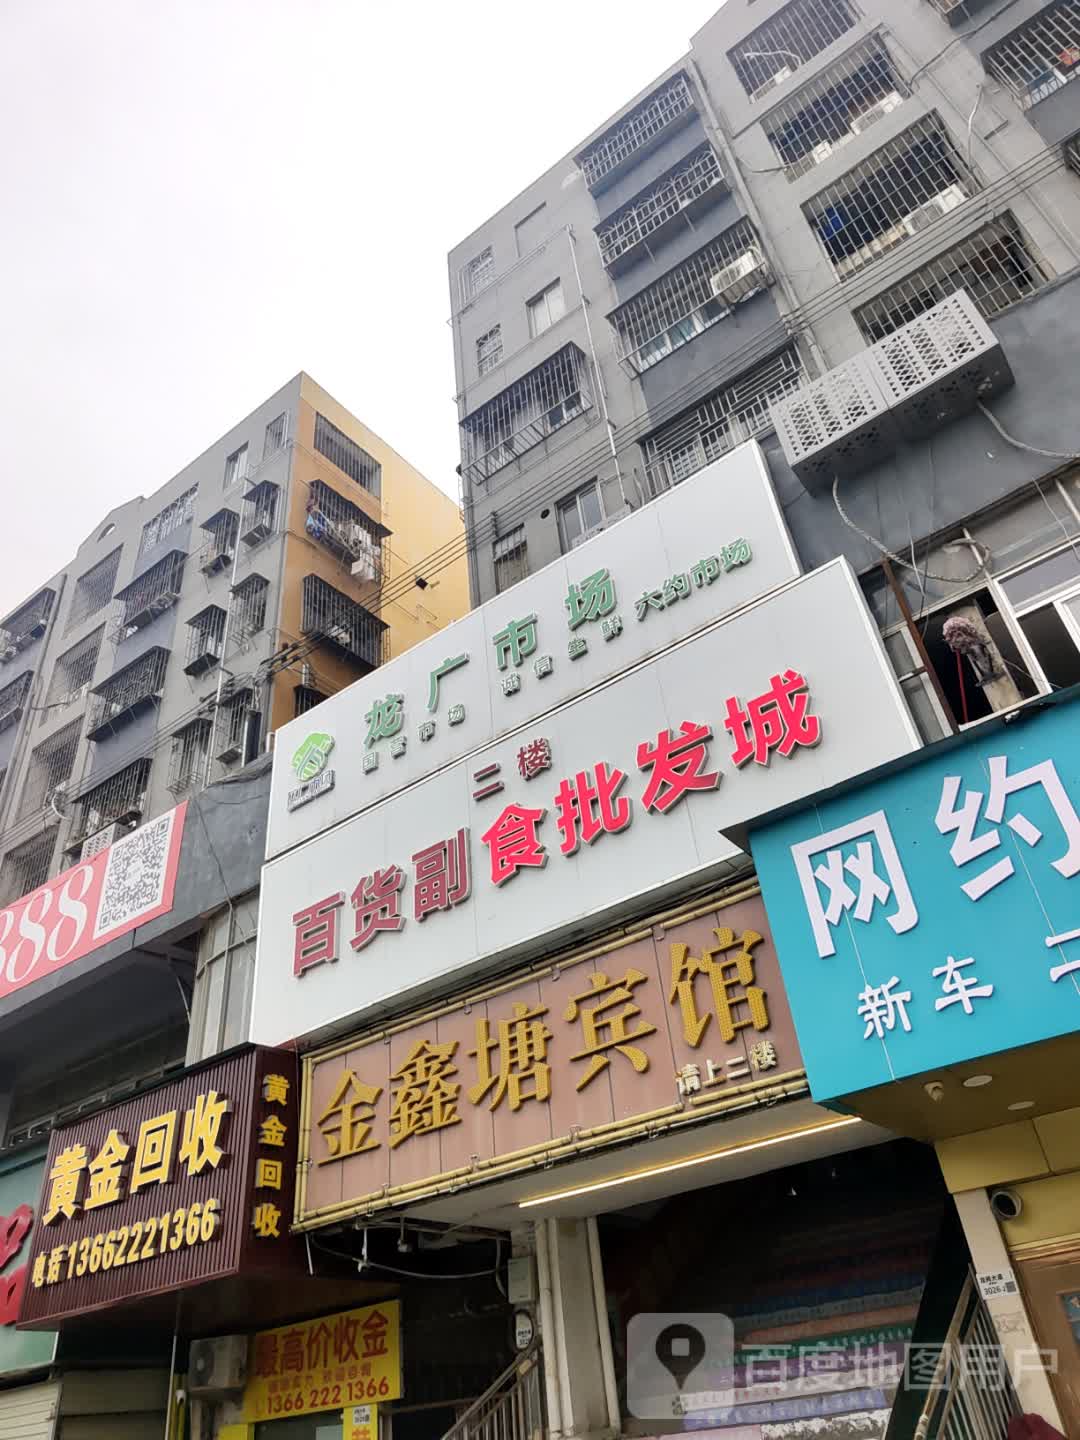 龙广市场
国营市场 诚信全鲜 六约市场
二楼
百货副食批发城
888
网约
新车
金鑫塘宾馆
请上二楼
黄金回收
电话13662221366
黄金回收
最高价收金
1366 222 1366
3026-2
百度地图用户